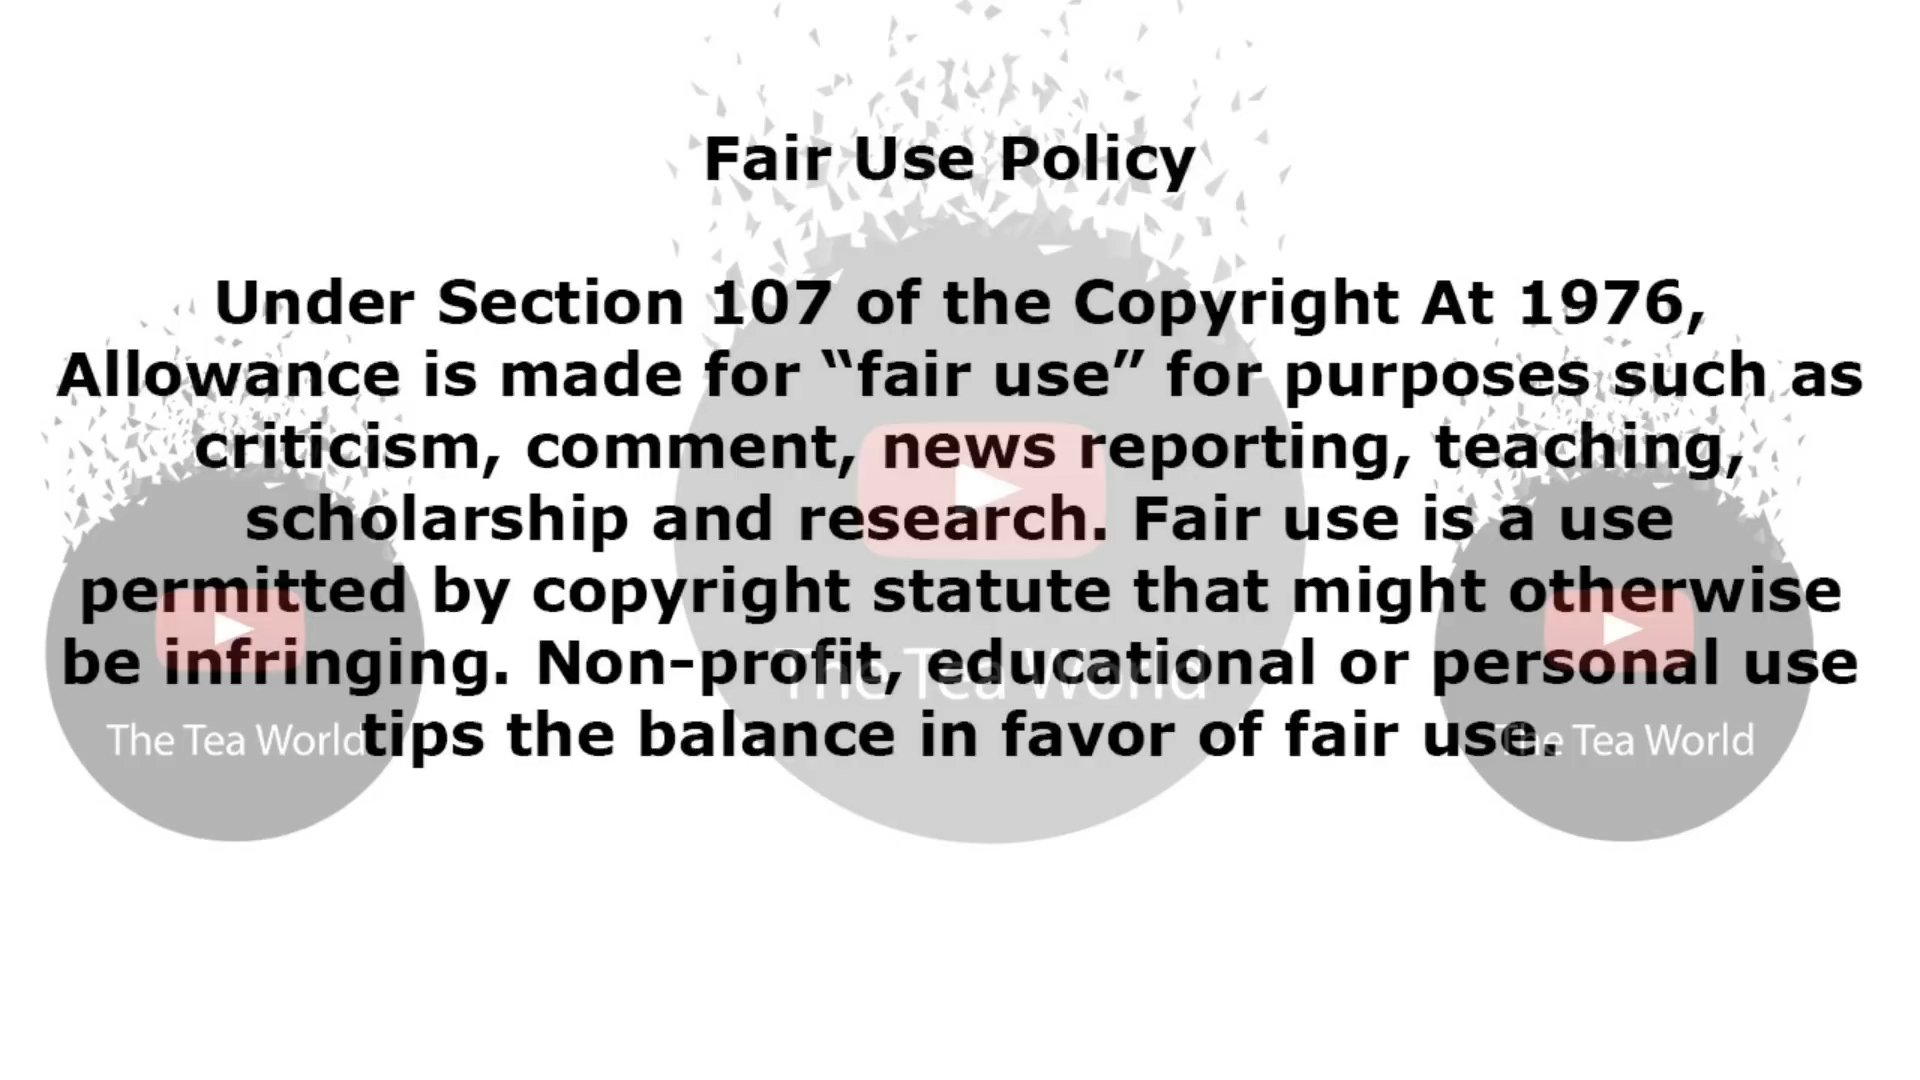 Fair Use Policy
Under Section 107 of the Copyright At 1976,
Allowance is made for “fair use” for purposes such as
criticism, comment, news reporting, teaching,
scholarship and research. Fair use is a use
permitted by copyright statute that might otherwise
be infringing. Non-profit, educational or personal use
tips the balance in favor of fair use.
The Tea World
The Tea World
The Tea World